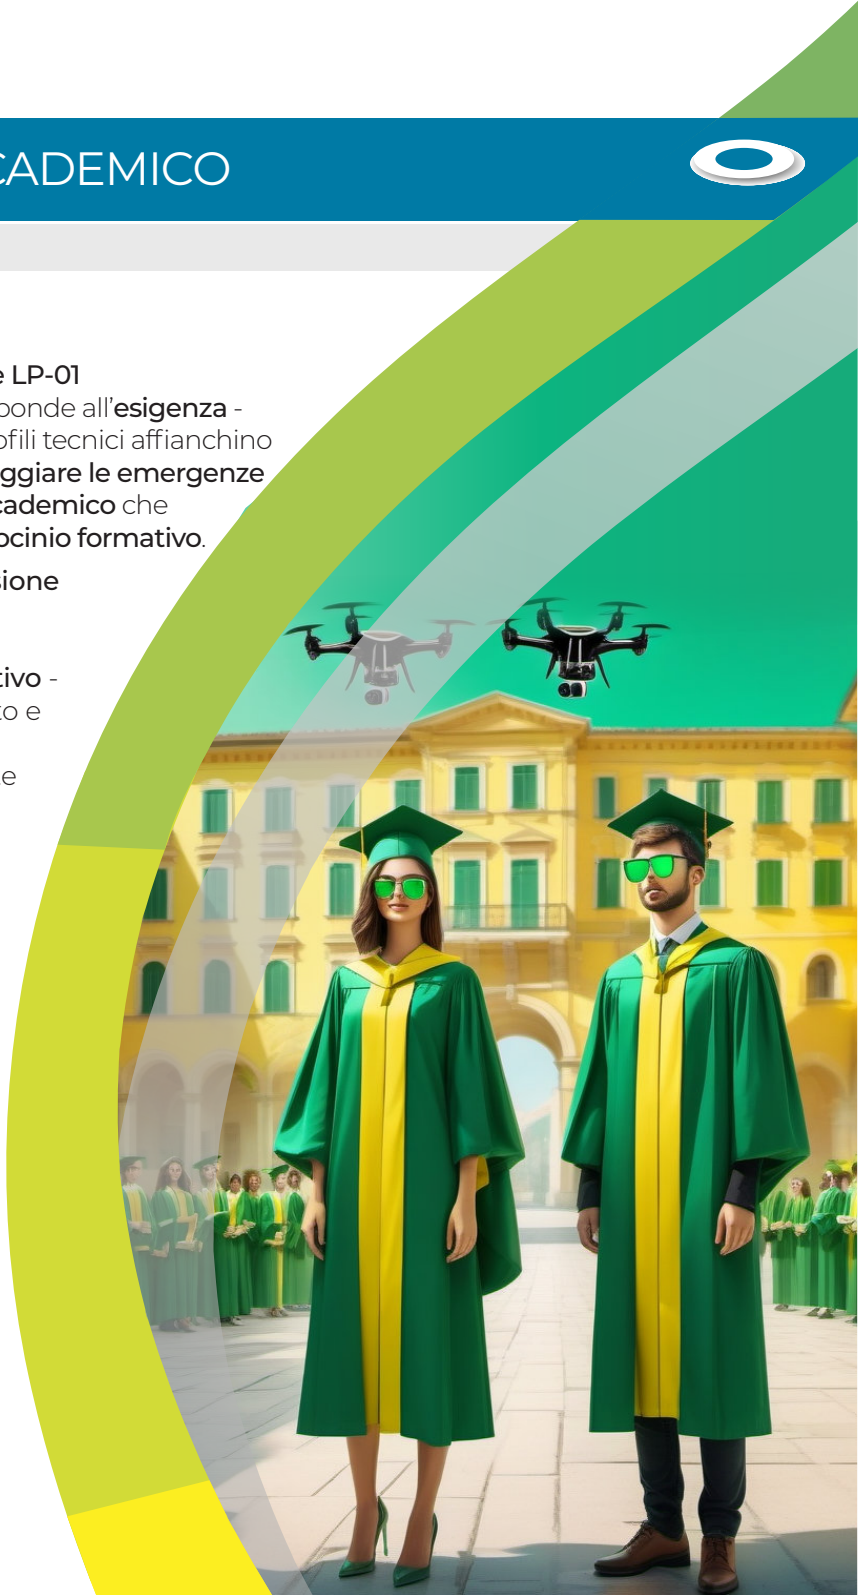 CADEMICO
e LP-01
ponde all’esigenza -
ofili tecnici affianchino
ggiare le emergenze
cademico che
ocinio formativo.
sione
tivo -
to e
te